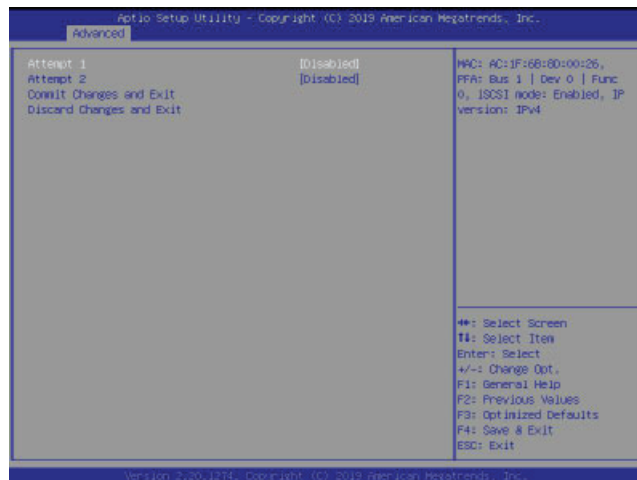 Aptio Setup Utility - Copyright (C) 2019 American Megatrends, Inc.
Advanced
Attempt 1 [Disabled]
Attempt 2 [Disabled]
Commit Changes and Exit
Discard Changes and Exit
MAC: AC:1F:6B:8D:00:26,
PFA: Bus 1 | Dev 0 | Func
0, iSCSI mode: Enabled, IP
version: IPv4
: Select Screen
↑↓: Select Item
Enter: Select
+/-: Change Opt.
F1: General Help
F2: Previous Values
F3: Optimized Defaults
F4: Save & Exit
ESC: Exit
Version 2.20.1274. Copyright (C) 2019 American Megatrends, Inc.